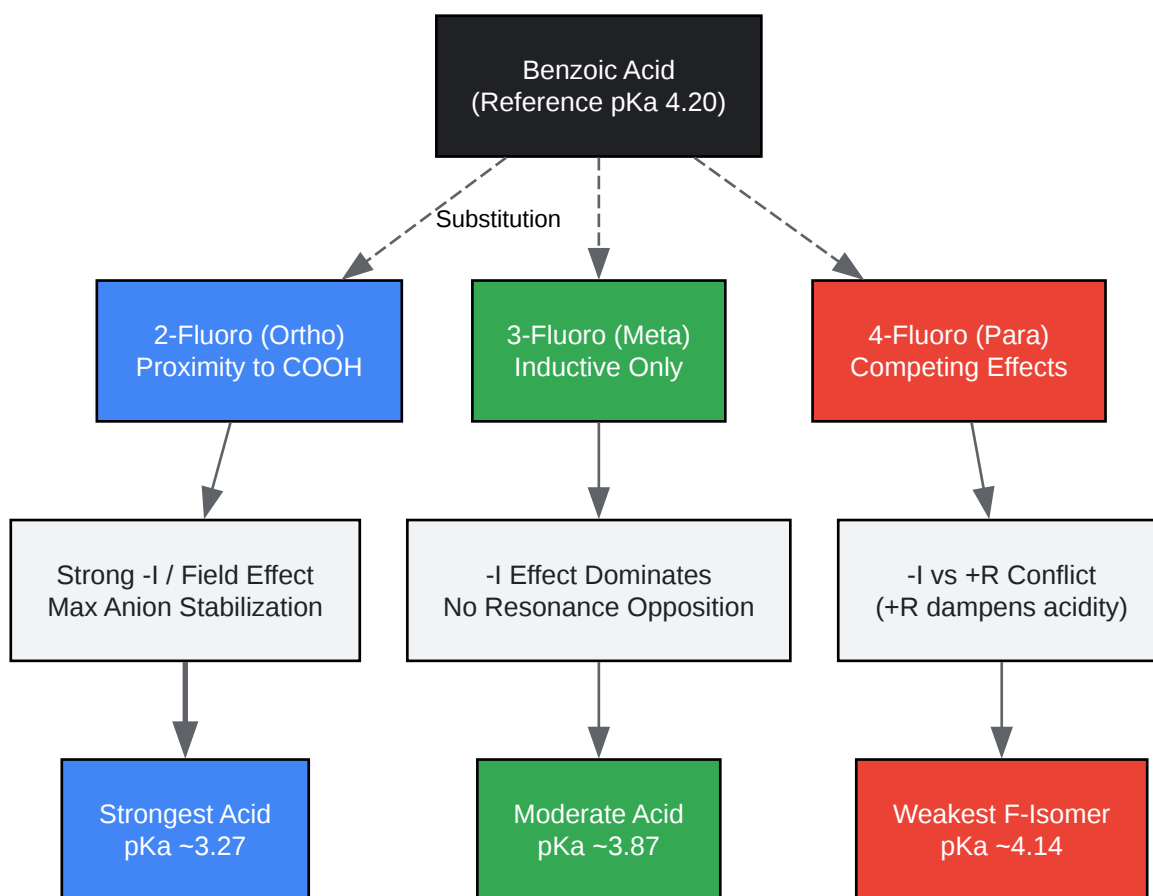 Benzoic Acid
(Reference pKa 4.20)
Substitution
2-Fluoro (Ortho)
Proximity to COOH
3-Fluoro (Meta)
Inductive Only
4-Fluoro (Para)
Competing Effects
Strong -I / Field Effect
Max Anion Stabilization
-I Effect Dominates
No Resonance Opposition
-I vs +R Conflict
(+R dampens acidity)
Strongest Acid
pKa ~3.27
Moderate Acid
pKa ~3.87
Weakest F-Isomer
pKa ~4.14